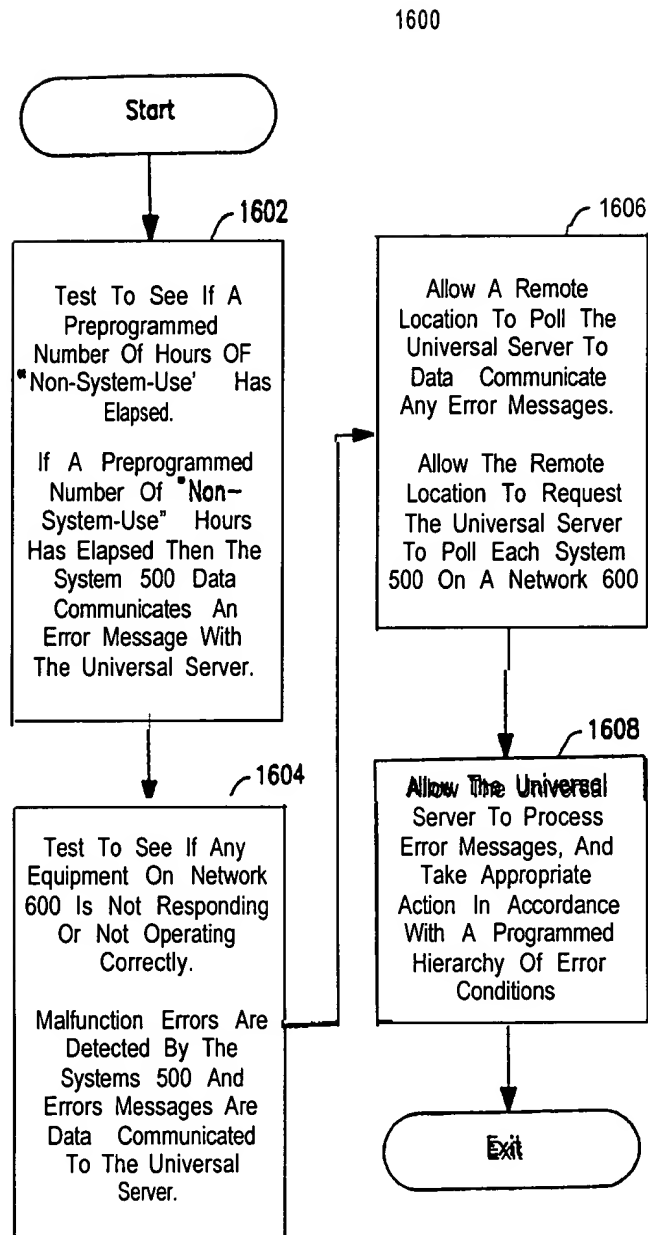 1600
Start
1602
Test To See If A
Preprogrammed
Number Of Hours OF
"Non-System-Use' Has
Elapsed.
If A Preprogrammed
Number Of "Non-
System-Use" Hours
Has Elapsed Then The
System 500 Data
Communicates An
Error Message With
The Universal Server.
1604
Test To See If Any
Equipment On Network
600 Is Not Responding
Or Not Operating
Correctly.
Malfunction Errors Are
Detected By The
Systems 500 And
Errors Messages Are
Data Communicated
To The Universal
Server.
1606
Allow A Remote
Location To Poll The
Universal Server To
Data Communicate
Any Error Messages.
Allow The Remote
Location To Request
The Universal Server
To Poll Each System
500 On A Network 600
1608
Allow The Universal
Server To Process
Error Messages, And
Take Appropriate
Action In Accordance
With A Programmed
Hierarchy Of Error
Conditions
Exit